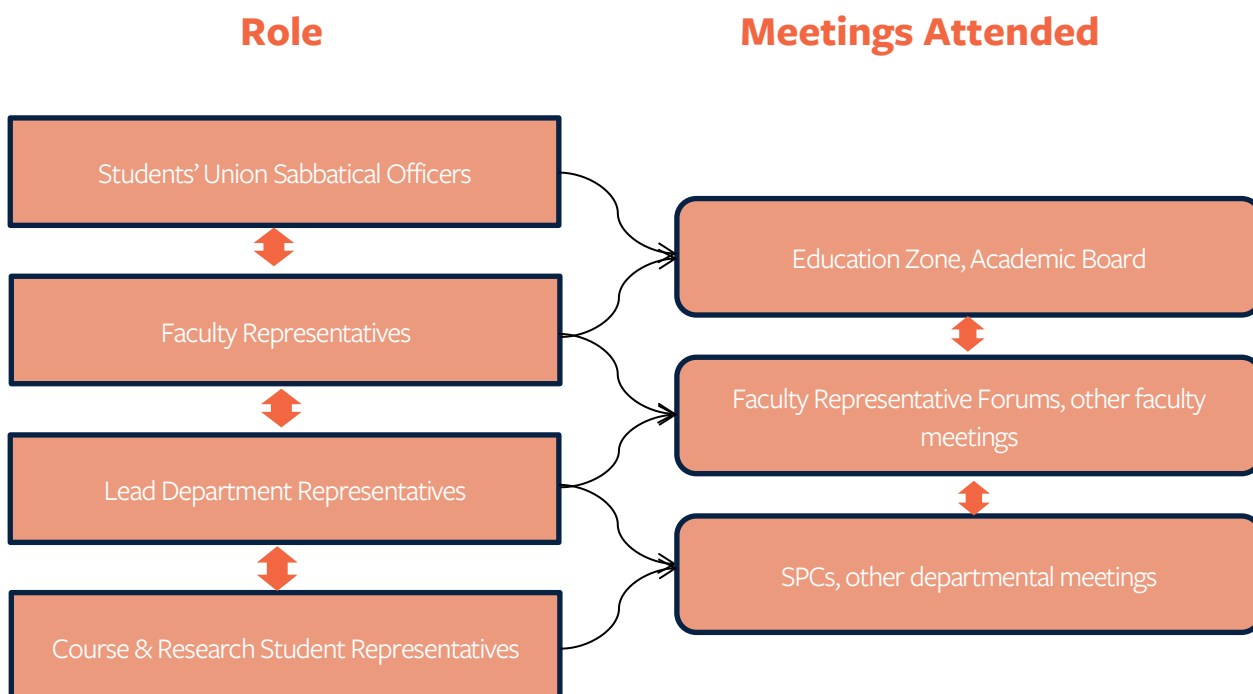 Role
Meetings Attended
Students’ Union Sabbatical Officers
Education Zone, Academic Board
Faculty Representatives
Faculty Representative Forums, other faculty
meetings
Lead Department Representatives
SPCs, other departmental meetings
Course & Research Student Representatives